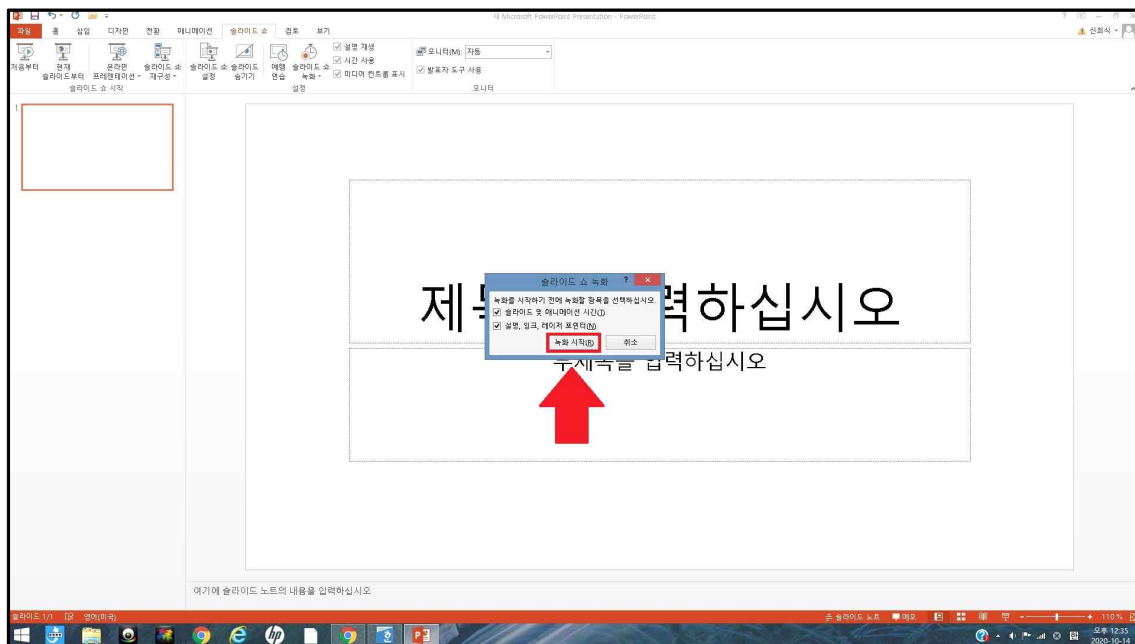 새 Microsoft PowerPoint Presentation - PowerPoint
파일 홈 삽입 디자인 전환 애니메이션 슬라이드 쇼 검토 보기
신희식
처음부터 현재 슬라이드부터 온라인 프레젠테이션 슬라이드 쇼 재구성
슬라이드 쇼 시작
슬라이드 쇼 설정 슬라이드 숨기기 예행 연습 슬라이드 쇼 녹화
설명 재생
시간 사용
미디어 컨트롤 표시
설정
모니터(M): 자동
발표자 도구 사용
모니터
1
제목 력하십시오
슬라이드 쇼 녹화
녹화를 시작하기 전에 녹화할 항목을 선택하십시오.
슬라이드 및 애니메이션 시간(T)
설명, 잉크, 레이저 포인터(N)
녹화 시작(R) 취소
부제목을 입력하십시오
여기에 슬라이드 노트의 내용을 입력하십시오
슬라이드 1/1 영어(미국)
슬라이드 노트 메모 110%
hp
오후 12:35
2020-10-14